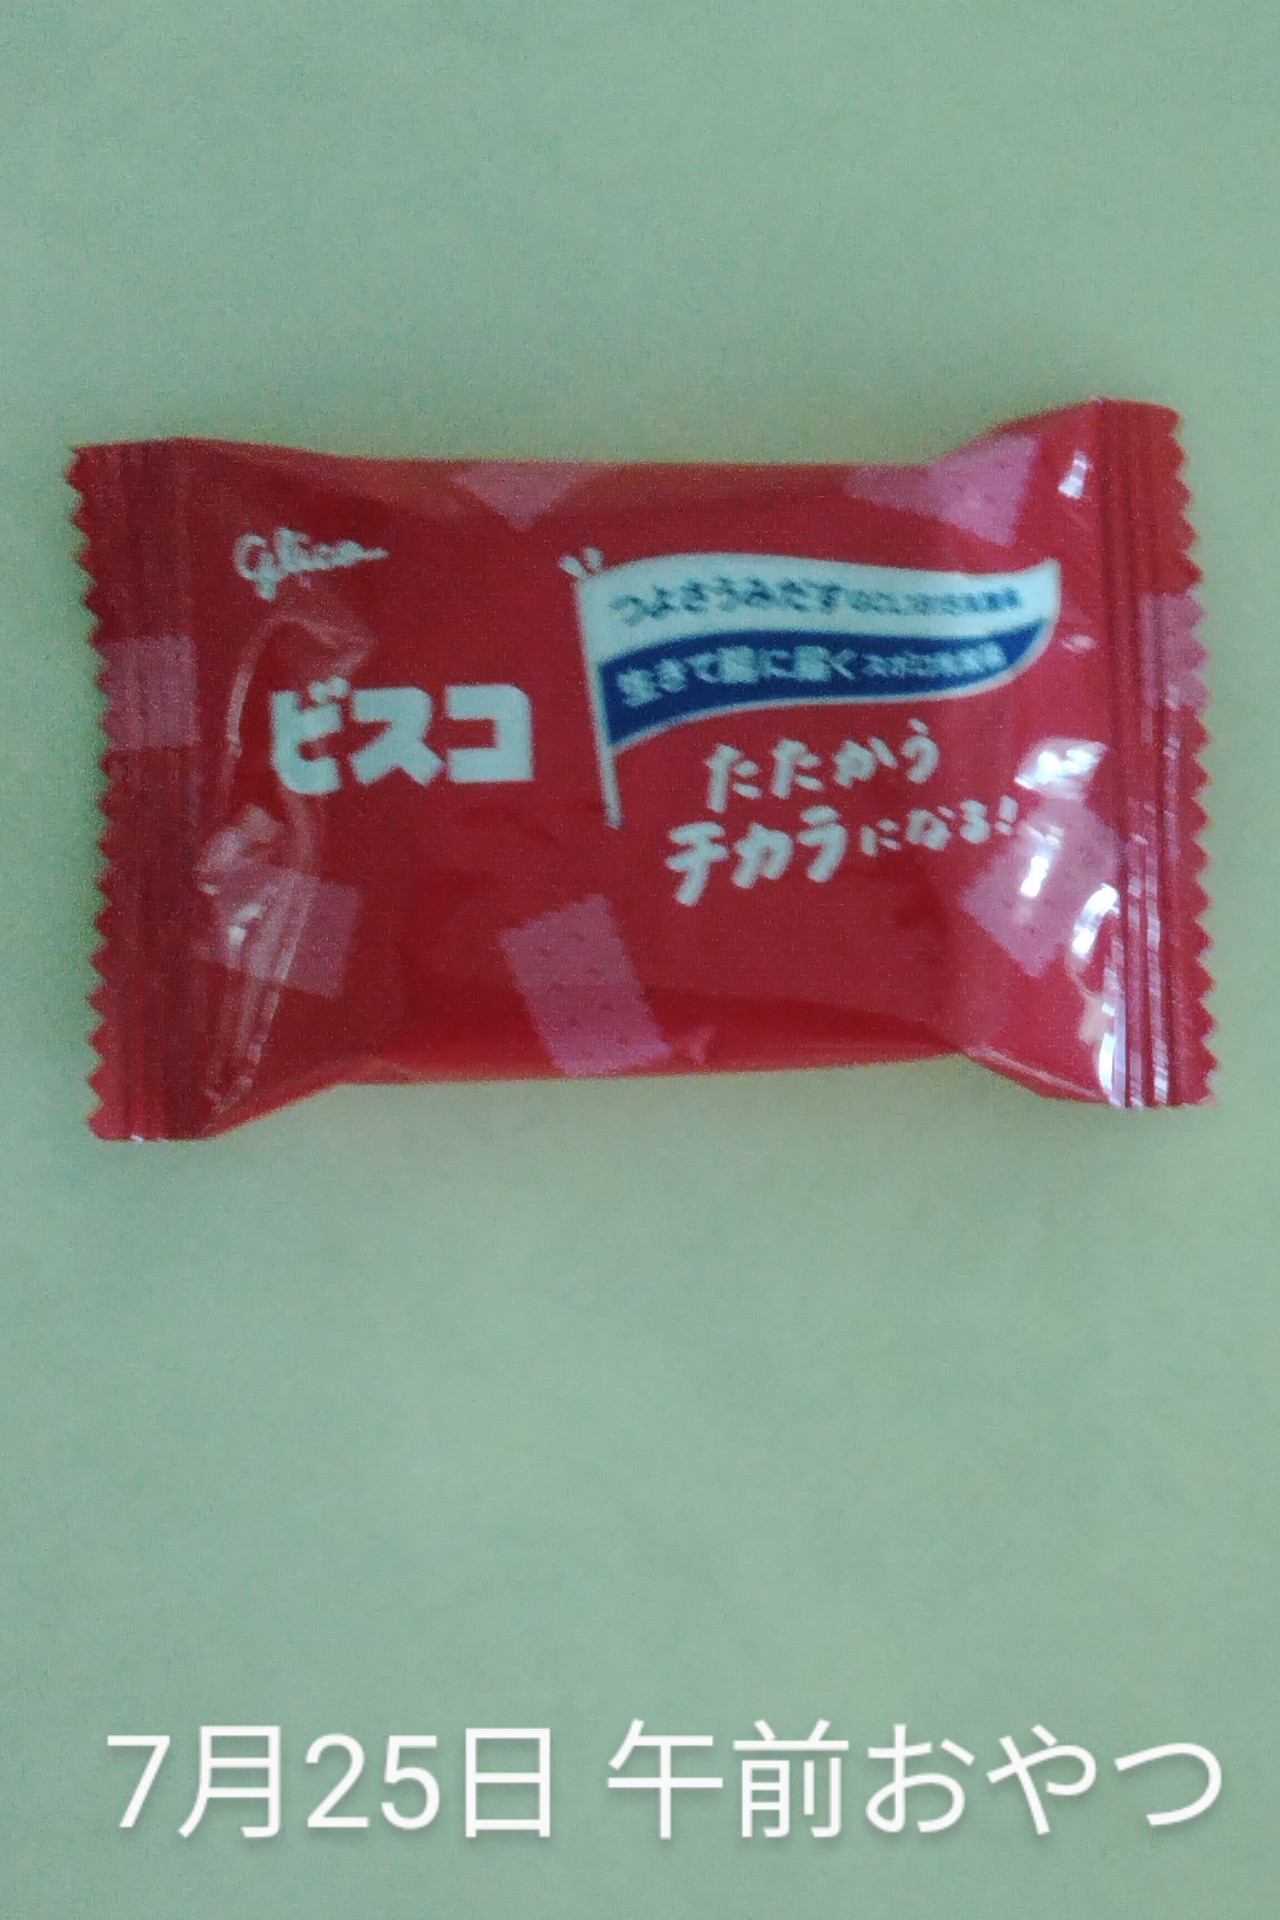 glico
ビスコ
つよさうみだす
生きて腸に届く
たたかう
チカラになる!
7月25日 午前おやつ